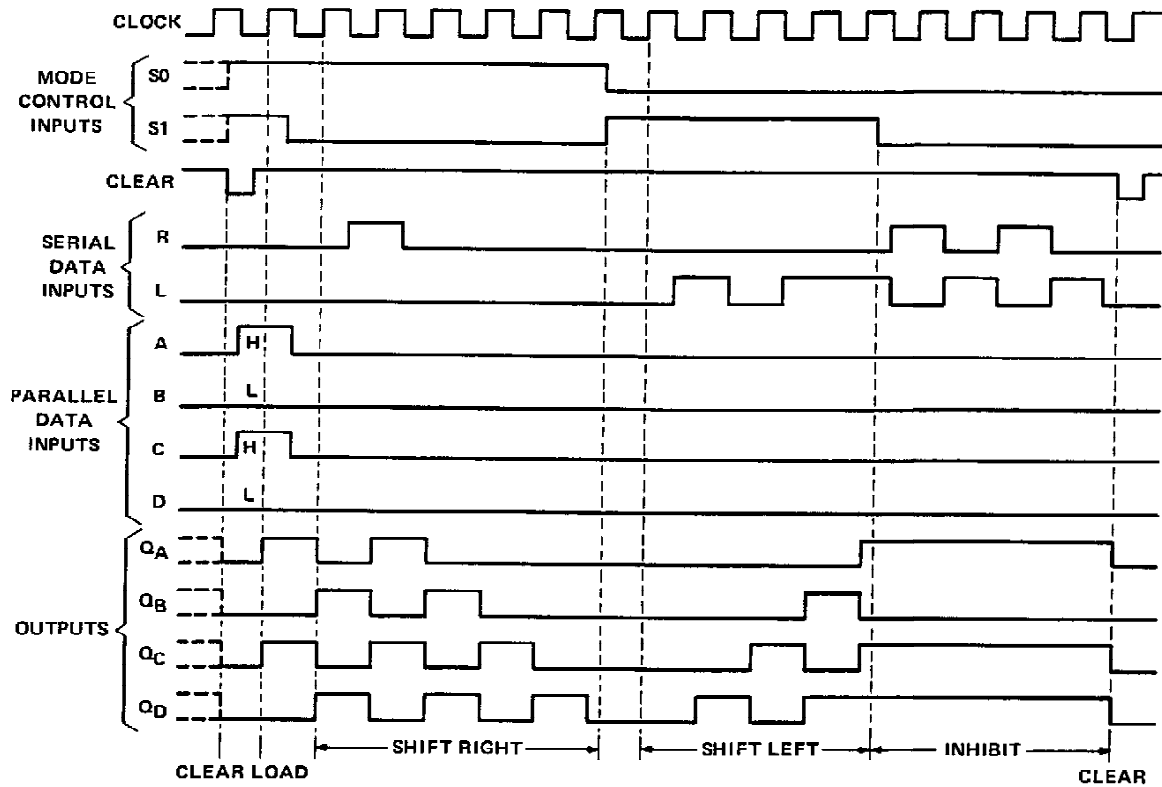 CLOCK
MODE CONTROL INPUTS
S0
S1
CLEAR
SERIAL DATA INPUTS
R
L
PARALLEL DATA INPUTS
A
H
B
L
C
H
D
L
OUTPUTS
QA
QB
QC
QD
SHIFT RIGHT
SHIFT LEFT
INHIBIT
CLEAR LOAD
CLEAR